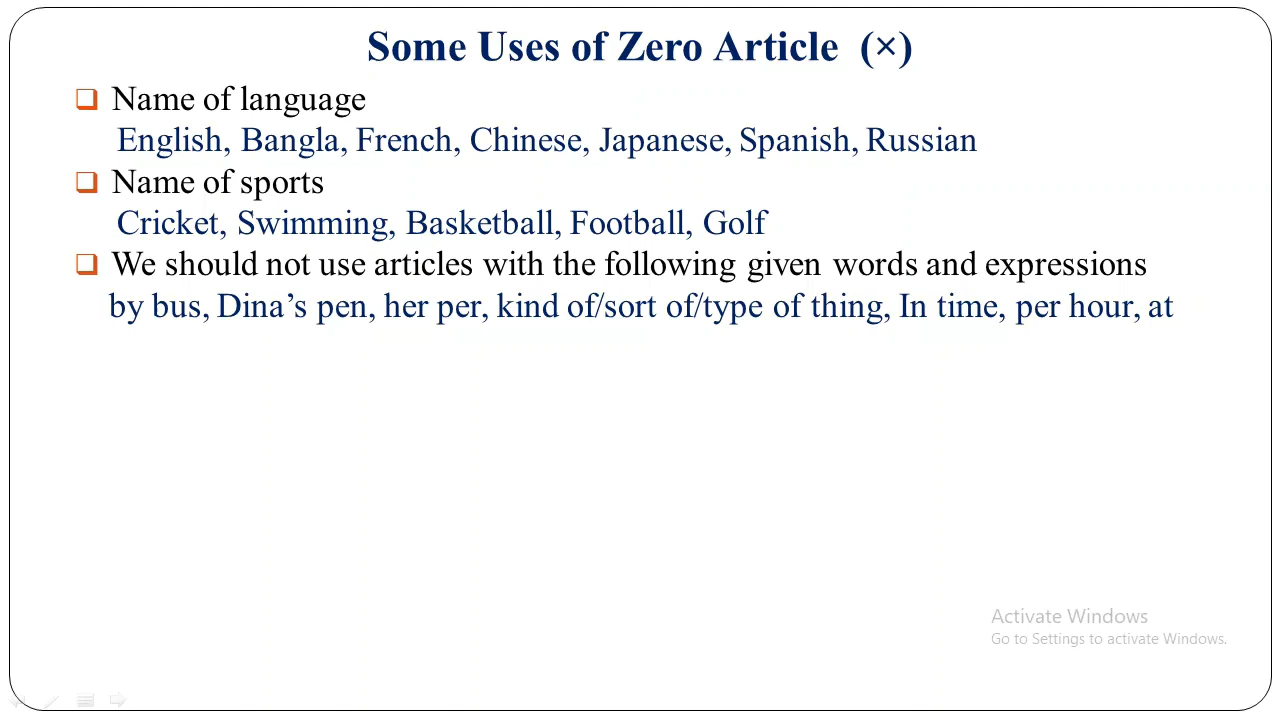 Some Uses of Zero Article (×)
Name of language
English, Bangla, French, Chinese, Japanese, Spanish, Russian
Name of sports
Cricket, Swimming, Basketball, Football, Golf
We should not use articles with the following given words and expressions
by bus, Dina’s pen, her per, kind of/sort of/type of thing, In time, per hour, at
Activate Windows
Go to Settings to activate Windows.